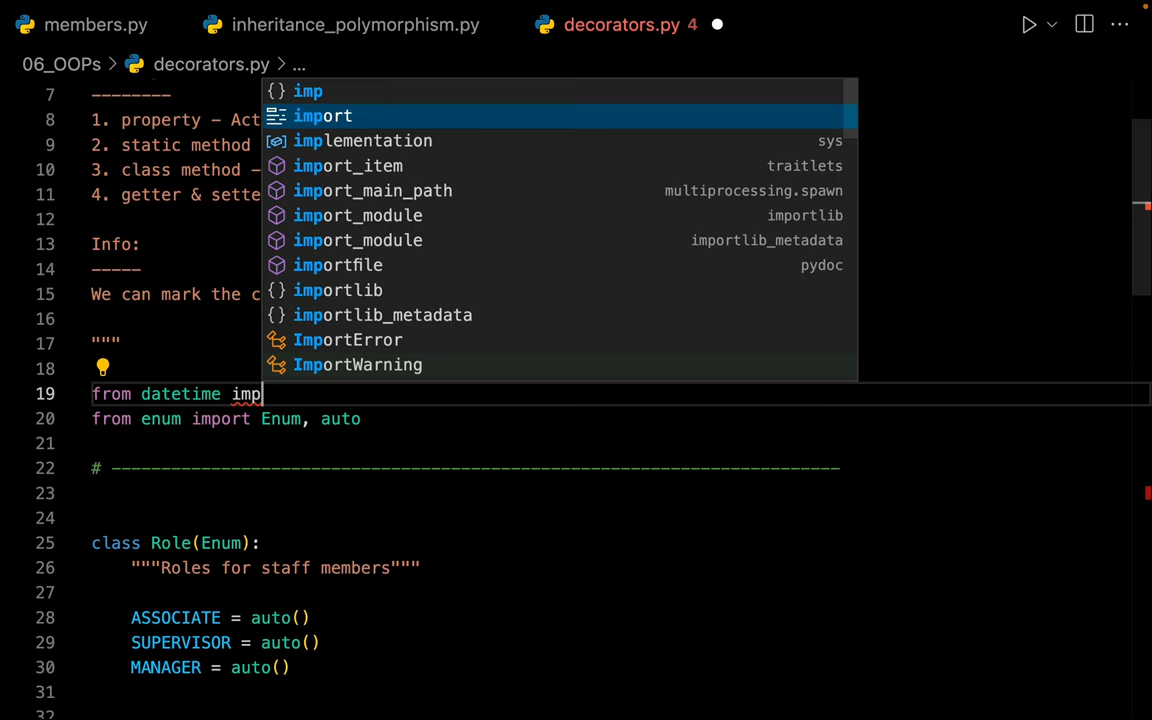 members.py inheritance_polymorphism.py decorators.py 4
06_OOPs > decorators.py > ...
7 --------
8 1. property - Act
9 2. static method
10 3. class method -
11 4. getter & sette
12
13 Info:
14 -----
15 We can mark the c
16
17 """
18
19 from datetime imp
20 from enum import Enum, auto
21
22 # --------------------------------------------------------------------------
23
24
25 class Role(Enum):
26 """Roles for staff members"""
27
28 ASSOCIATE = auto()
29 SUPERVISOR = auto()
30 MANAGER = auto()
31
32
{} imp
import
implementation sys
import_item traitlets
import_main_path multiprocessing.spawn
import_module importlib
import_module importlib_metadata
importfile pydoc
{} importlib
{} importlib_metadata
ImportError
ImportWarning